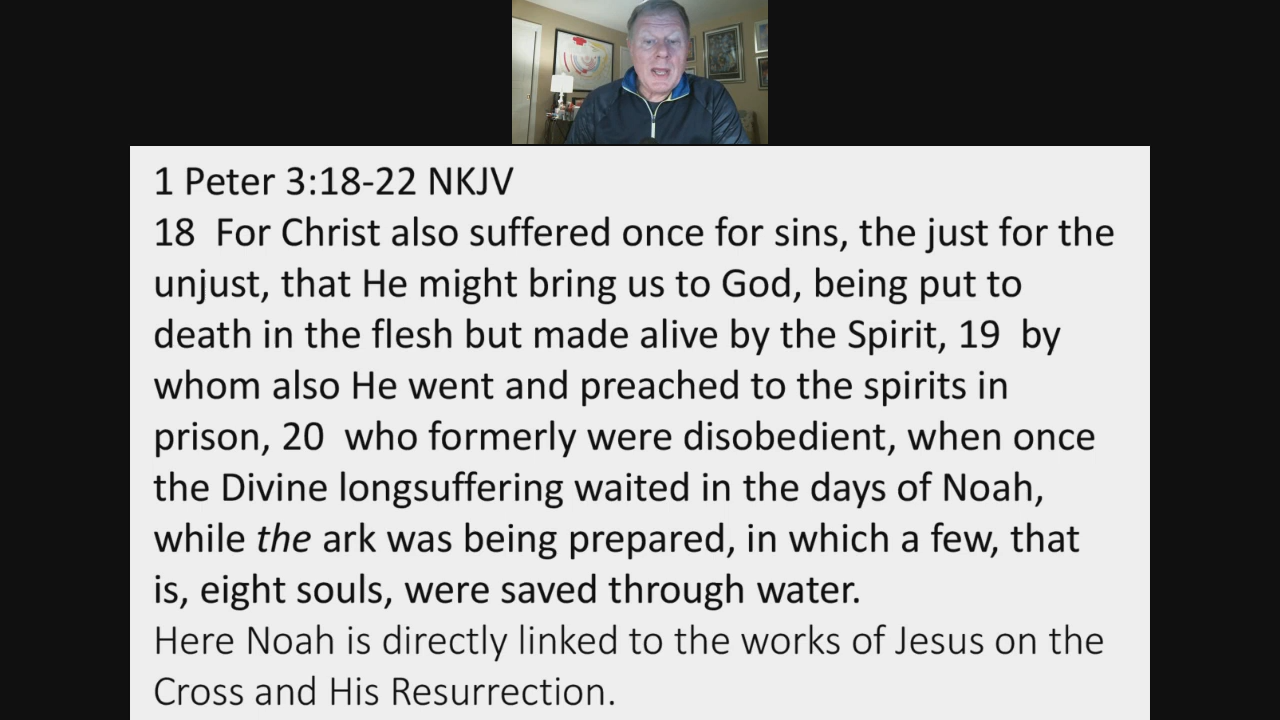 1 Peter 3:18-22 NKJV
18  For Christ also suffered once for sins, the just for the
unjust, that He might bring us to God, being put to
death in the flesh but made alive by the Spirit, 19  by
whom also He went and preached to the spirits in
prison, 20  who formerly were disobedient, when once
the Divine longsuffering waited in the days of Noah,
while the ark was being prepared, in which a few, that
is, eight souls, were saved through water.
Here Noah is directly linked to the works of Jesus on the
Cross and His Resurrection.